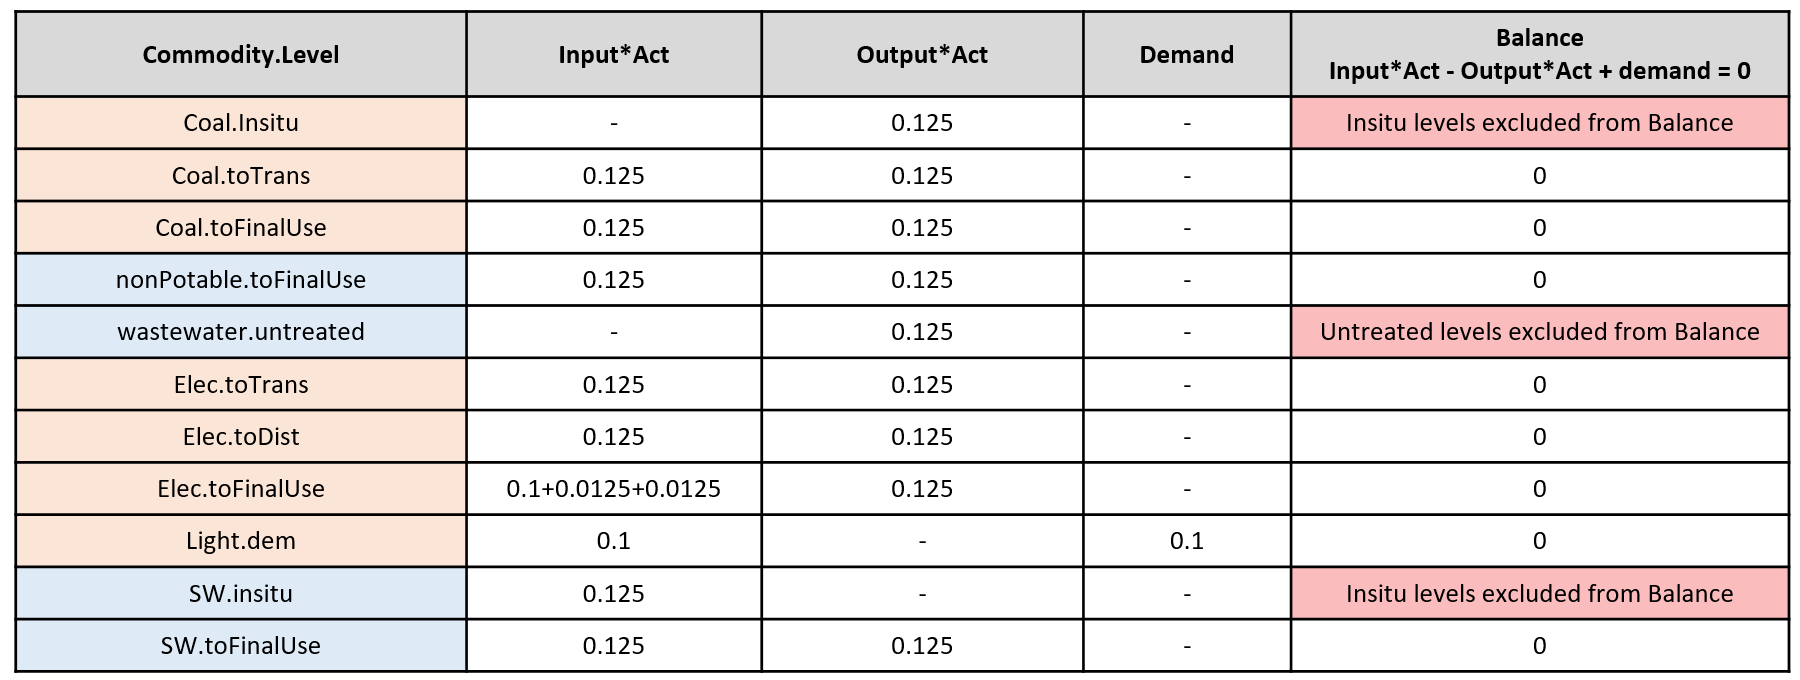 Commodity.Level Input*Act Output*Act Demand Balance
Input*Act - Output*Act + demand = 0
Coal.Insitu - 0.125 - Insitu levels excluded from Balance
Coal.toTrans 0.125 0.125 - 0
Coal.toFinalUse 0.125 0.125 - 0
nonPotable.toFinalUse 0.125 0.125 - 0
wastewater.untreated - 0.125 - Untreated levels excluded from Balance
Elec.toTrans 0.125 0.125 - 0
Elec.toDist 0.125 0.125 - 0
Elec.toFinalUse 0.1+0.0125+0.0125 0.125 - 0
Light.dem 0.1 - 0.1 0
SW.insitu 0.125 - - Insitu levels excluded from Balance
SW.toFinalUse 0.125 0.125 - 0